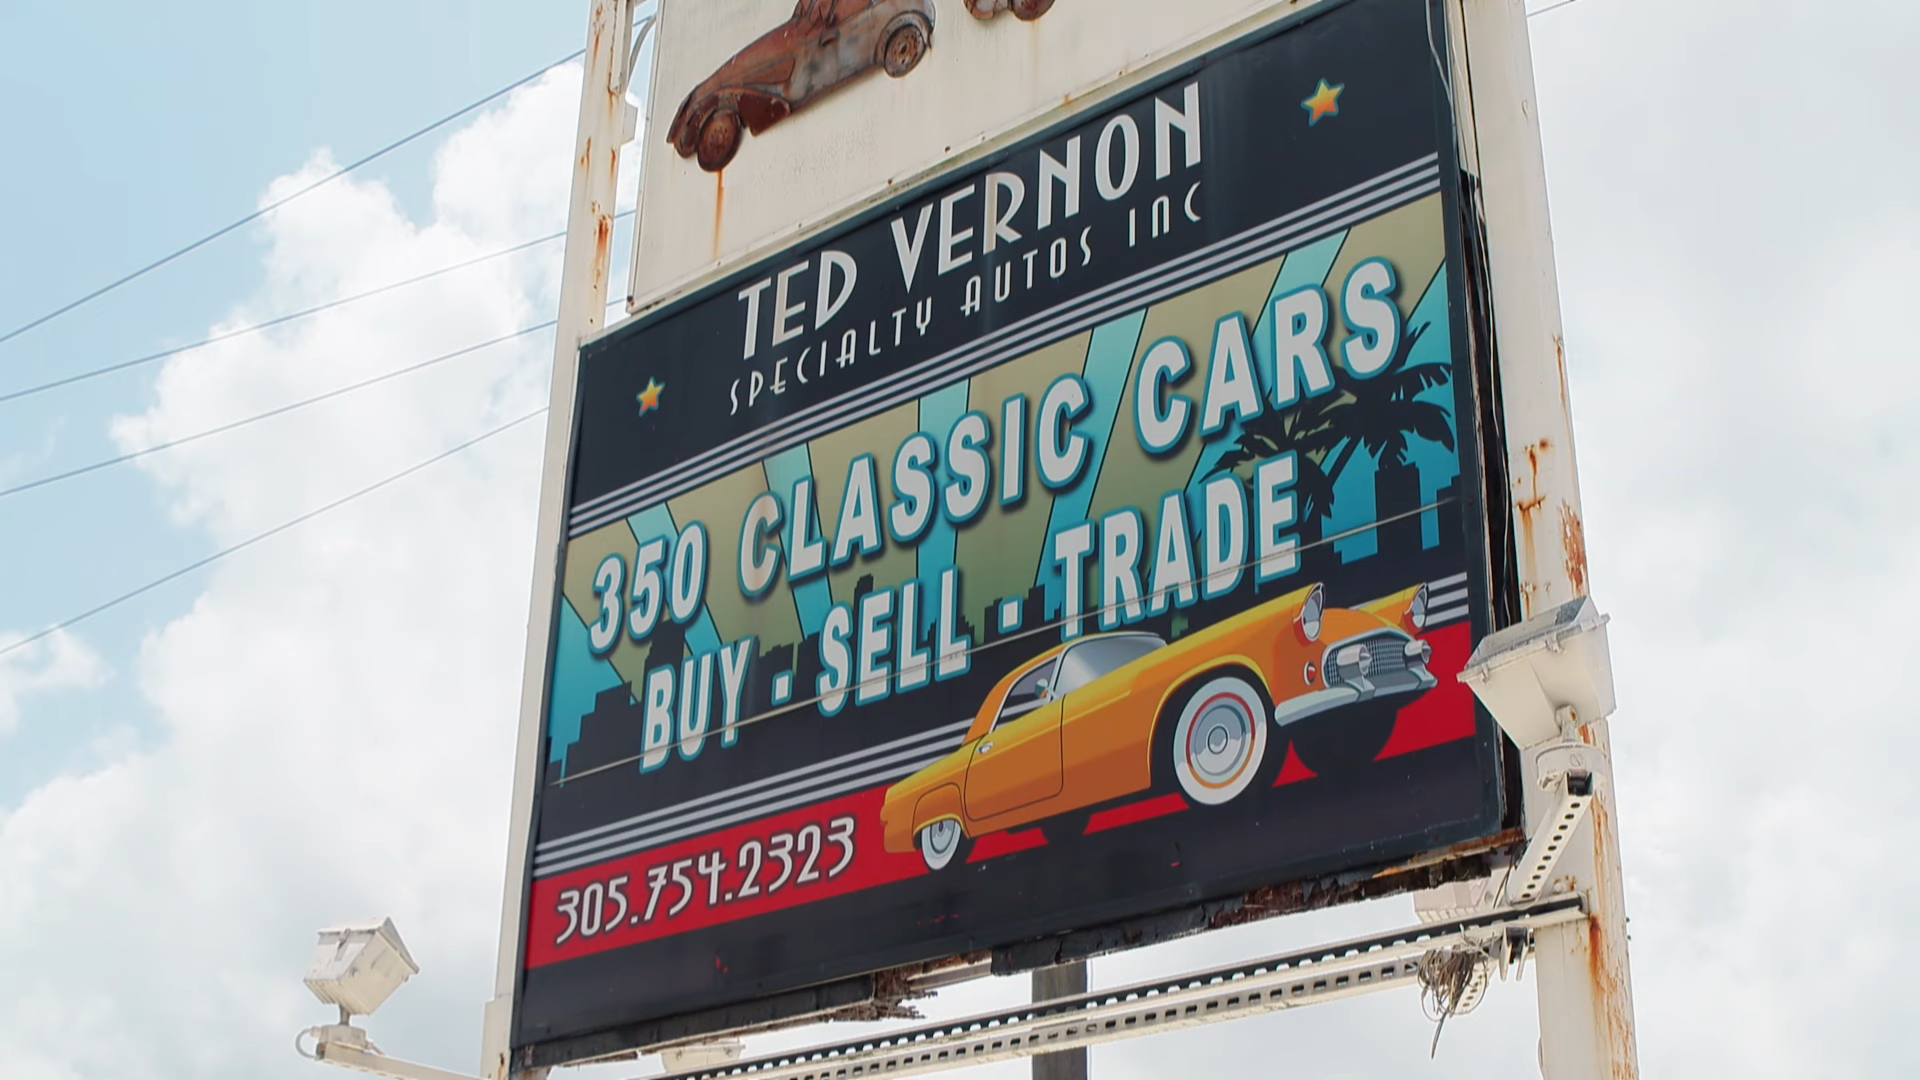 TED VERNON
SPECIALTY AUTOS INC
350 CLASSIC CARS
BUY - SELL - TRADE
305.754.2323